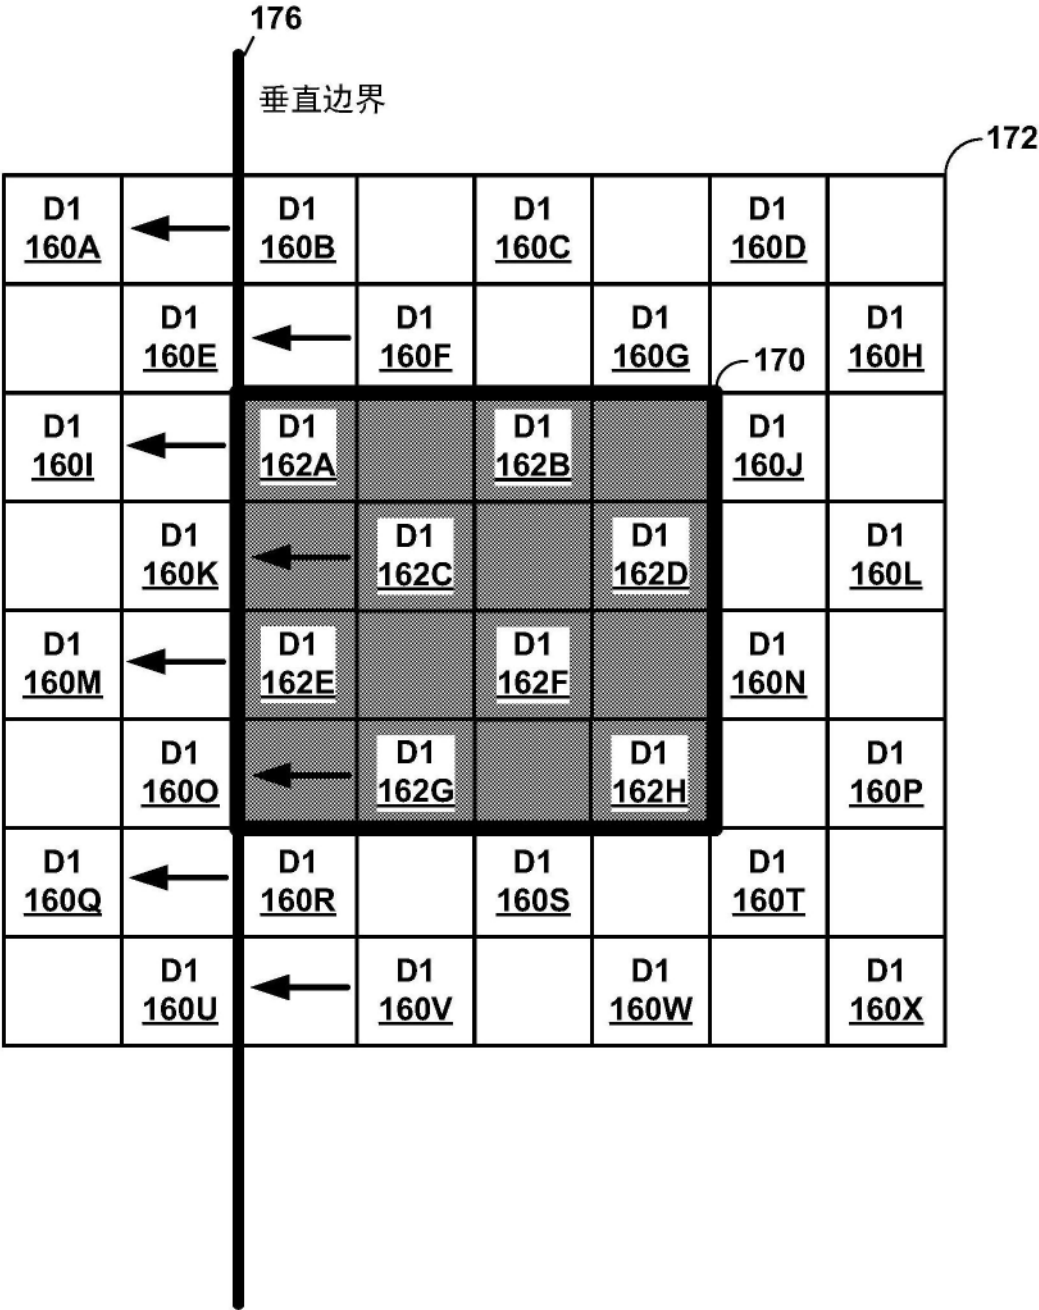 176
垂直边界
172
D1 D1 D1 D1
160A 160B 160C 160D
D1 D1 D1 D1
160E 160F 160G 160H
170
D1 D1 D1 D1
160I 162A 162B 160J
D1 D1 D1 D1
160K 162C 162D 160L
D1 D1 D1 D1
160M 162E 162F 160N
D1 D1 D1 D1
160O 162G 162H 160P
D1 D1 D1 D1
160Q 160R 160S 160T
D1 D1 D1 D1
160U 160V 160W 160X